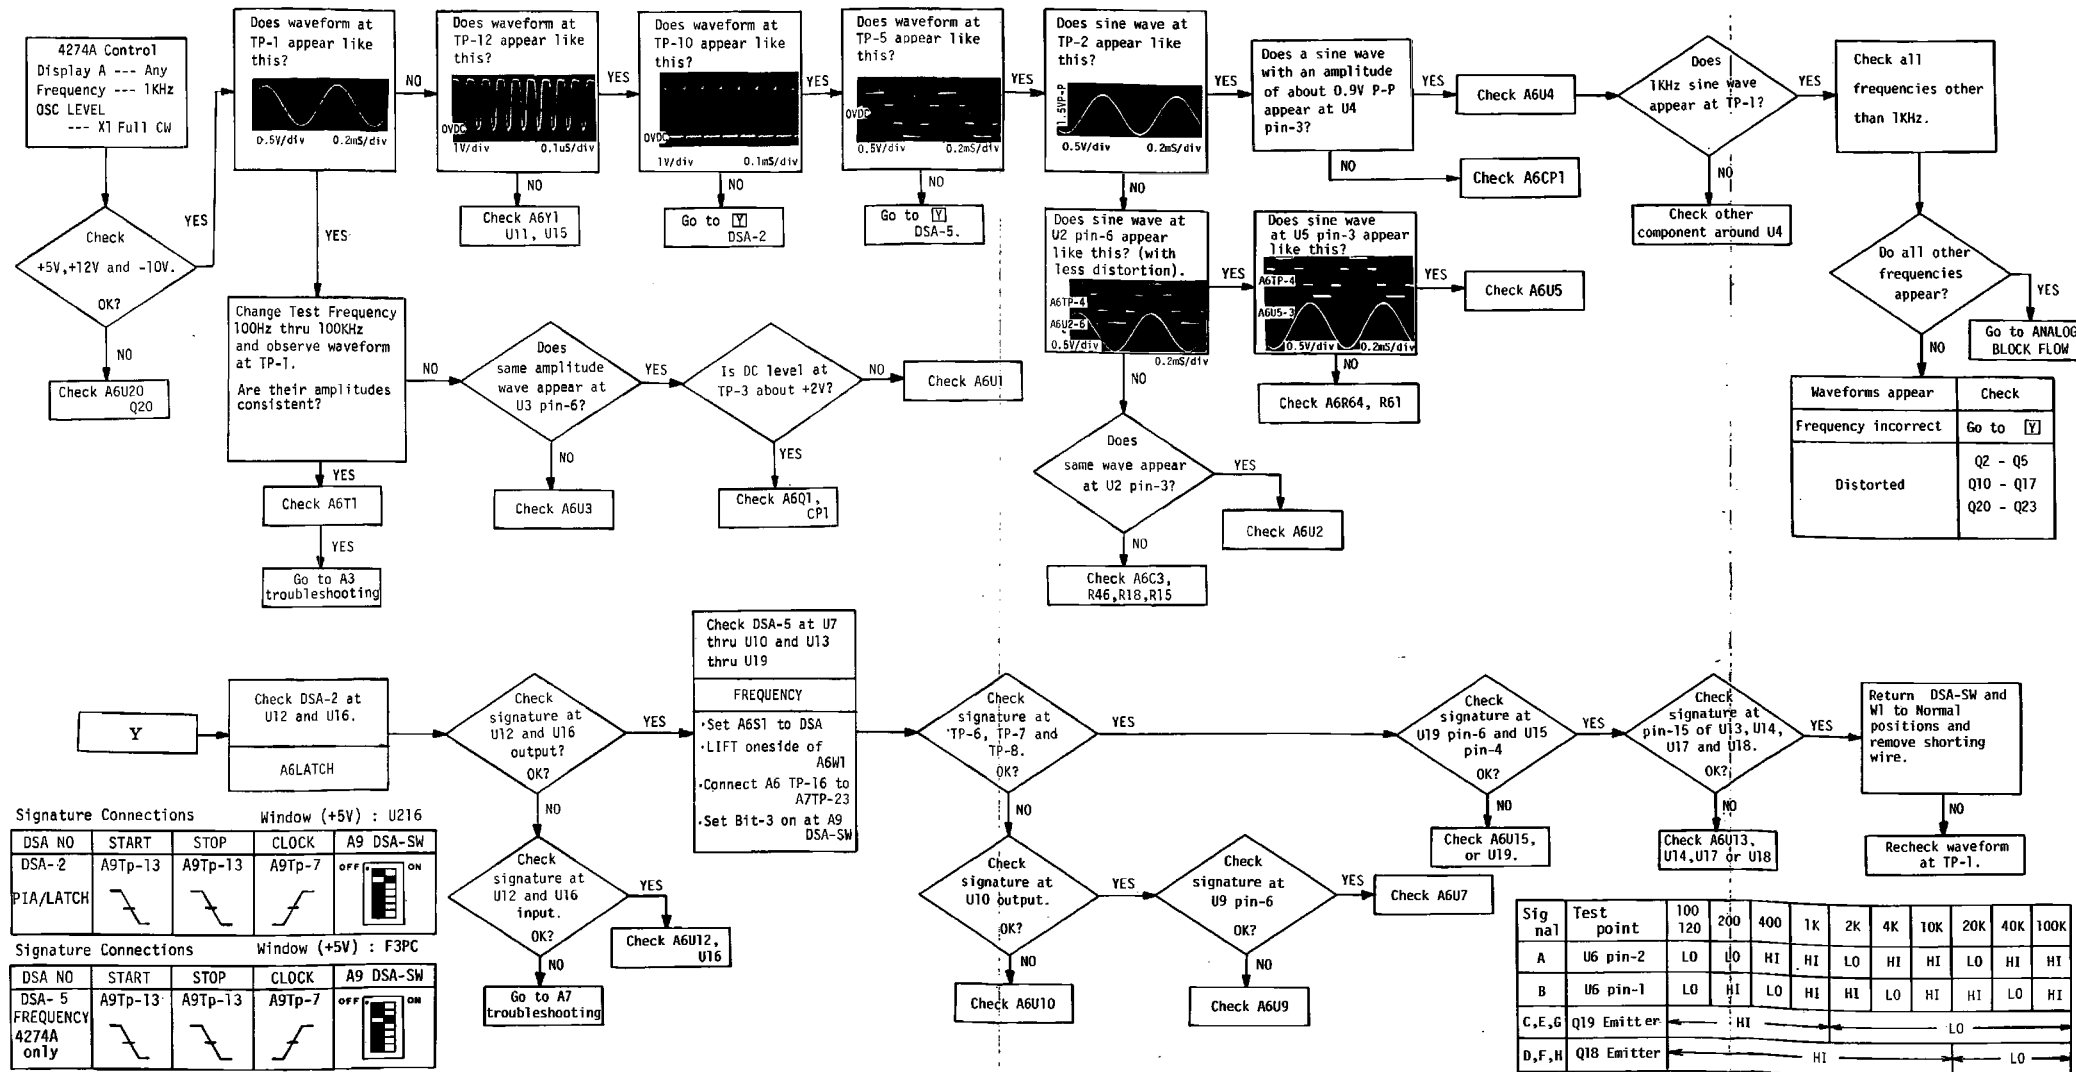 4274A Control
Display A --- Any
Frequency --- 1KHz
OSC LEVEL
--- X1 Full CW
Check
+5V,+12V and -10V.
OK?
YES
NO
Check A6U20
Q20
Does waveform at
TP-1 appear like
this?
0.5V/div 0.2mS/div
NO
YES
Does waveform at
TP-12 appear like
this?
0VDC
1V/div 0.1uS/div
YES
NO
Check A6Y1
U11, U15
Does waveform at
TP-10 appear like
this?
0VDC
1V/div 0.1mS/div
YES
NO
Go to Y
DSA-2
Does waveform at
TP-5 appear like
this?
0VDC
0.5V/div 0.2mS/div
YES
NO
Go to Y
DSA-5.
Does sine wave at
TP-2 appear like
this?
1.5VP-P
0.5V/div 0.2mS/div
YES
NO
Does a sine wave
with an amplitude
of about 0.9V P-P
appear at U4
pin-3?
YES
NO
Check A6CP1
Check A6U4
Does
1KHz sine wave
appear at TP-1?
YES
NO
Check other
component around U4
Check all
frequencies other
than 1KHz.
Do all other
frequencies
appear?
YES
Go to ANALOG
BLOCK FLOW
NO
Waveforms appear Check
Frequency incorrect Go to Y
Distorted
Q2 - Q5
Q10 - Q17
Q20 - Q23
Change Test Frequency
100Hz thru 100KHz
and observe waveform
at TP-1.
Are their amplitudes
consistent?
NO
YES
Check A6T1
YES
Go to A3
troubleshooting
Does
same amplitude
wave appear at
U3 pin-6?
YES
NO
Check A6U3
Is DC level at
TP-3 about +2V?
NO
Check A6U1
YES
Check A6Q1,
CP1
Does sine wave at
U2 pin-6 appear
like this? (with
less distortion).
A6TP-4
A6U2-6
0.5V/div
0.2mS/div
YES
NO
Does sine wave
at U5 pin-3 appear
like this?
A6TP-4
A6U5-3
0.5V/div 0.2mS/div
YES
Check A6U5
NO
Check A6R64, R61
Does
same wave appear
at U2 pin-3?
YES
Check A6U2
NO
Check A6C3,
R46,R18,R15
Y
Check DSA-2 at
U12 and U16.
A6LATCH
Check
signature at
U12 and U16
output?
OK?
YES
NO
Check
signature at
U12 and U16
input.
OK?
YES
Check A6U12,
U16
NO
Go to A7
troubleshooting
Check DSA-5 at U7
thru U10 and U13
thru U19
FREQUENCY
·Set A6S1 to DSA
·LIFT oneside of
A6W1
·Connect A6 TP-16 to
A7TP-23
·Set Bit-3 on at A9
DSA-SW
Check
signature at
TP-6, TP-7 and
TP-8.
OK?
YES
NO
Check
signature at
U10 output.
OK?
YES
NO
Check A6U10
Check
signature at
U9 pin-6
OK?
YES
Check A6U7
NO
Check A6U9
Check
signature at
U19 pin-6 and U15
pin-4
OK?
YES
NO
Check A6U15,
or U19.
Check
signature at
pin-15 of U13,U14,
U17 and U18.
OK?
YES
NO
Check A6U13,
U14,U17 or U18
Return DSA-SW and
W1 to Normal
positions and
remove shorting
wire.
NO
Recheck waveform
at TP-1.
Signature Connections Window (+5V) : U216
DSA NO START STOP CLOCK A9 DSA-SW
DSA-2 A9Tp-13 A9Tp-13 A9Tp-7 OFF ON
PIA/LATCH
Signature Connections Window (+5V) : F3PC
DSA NO START STOP CLOCK A9 DSA-SW
DSA- 5 A9Tp-13 A9Tp-13 A9Tp-7 OFF ON
FREQUENCY
4274A
only
Sig nal Test point 100 120 200 400 1K 2K 4K 10K 20K 40K 100K
A U6 pin-2 LO LO HI HI LO HI HI LO HI HI
B U6 pin-1 LO HI LO HI HI LO HI HI LO HI
C,E,G Q19 Emitter HI LO
D,F,H Q18 Emitter HI LO